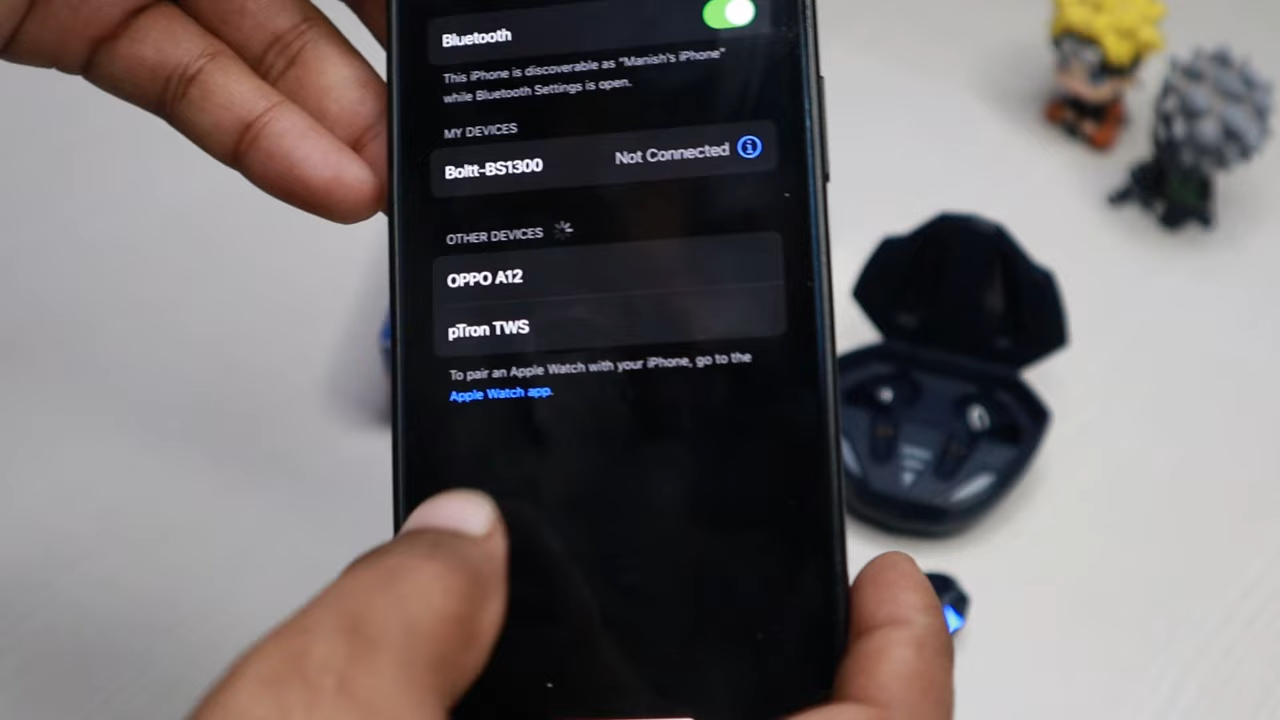 Bluetooth
This iPhone is discoverable as “Manish's iPhone”
while Bluetooth Settings is open.
MY DEVICES
Boltt-BS1300 Not Connected
OTHER DEVICES
OPPO A12
pTron TWS
To pair an Apple Watch with your iPhone, go to the
Apple Watch app.